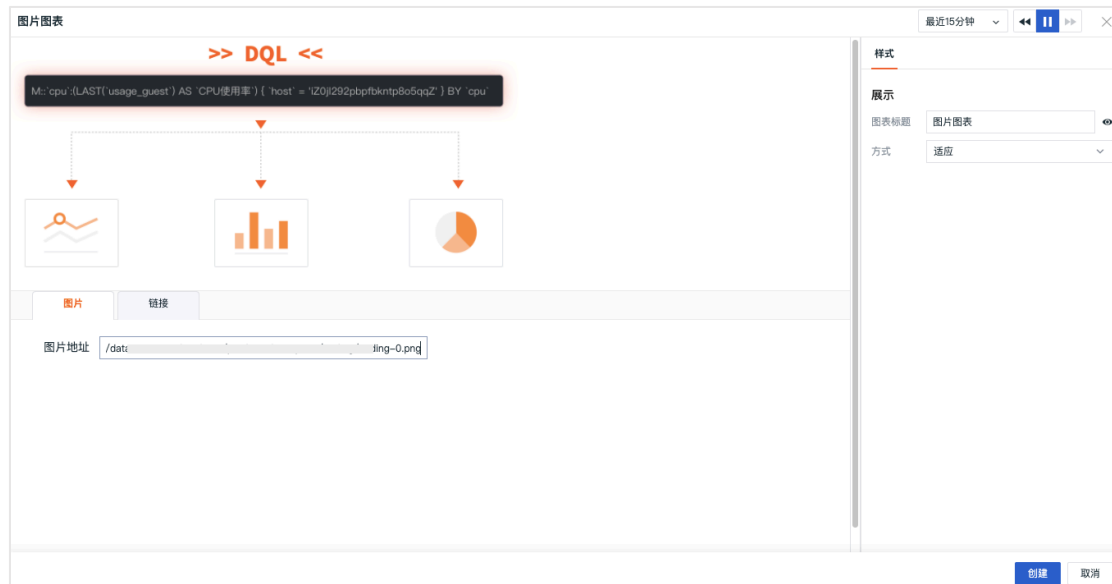 图片图表
最近15分钟
>> DQL <<
M::`cpu`:(LAST(`usage_guest`) AS `CPU使用率`) { `host` = 'iZ0jl292pbpfbkntp8o5qqZ' } BY `cpu`
图片
链接
图片地址
/data
ding-0.png
样式
展示
图表标题
图片图表
方式
适应
创建
取消